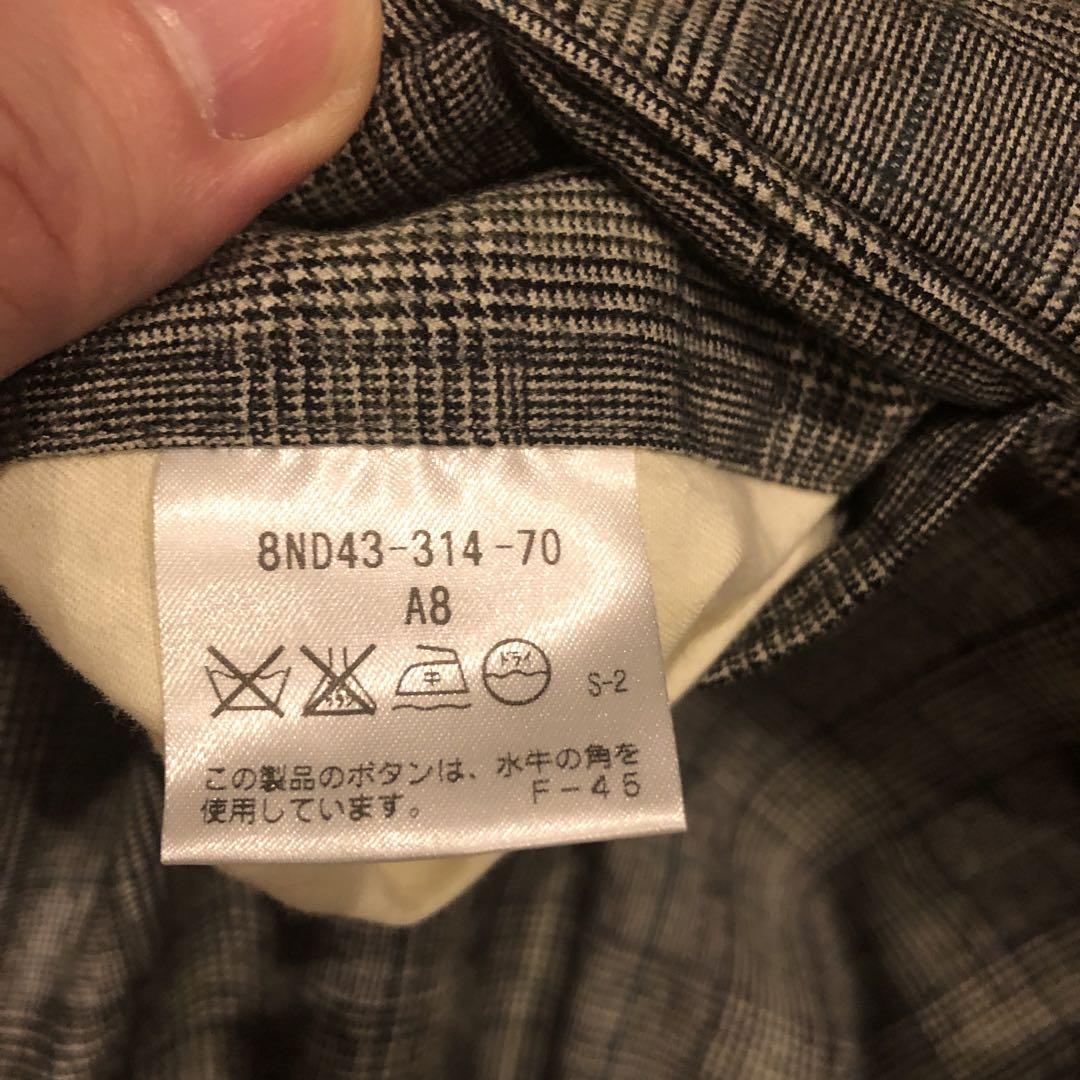 8ND43-314-70
A8
中 ドライ S-2
この製品のボタンは、水牛の角を
使用しています。 F-45